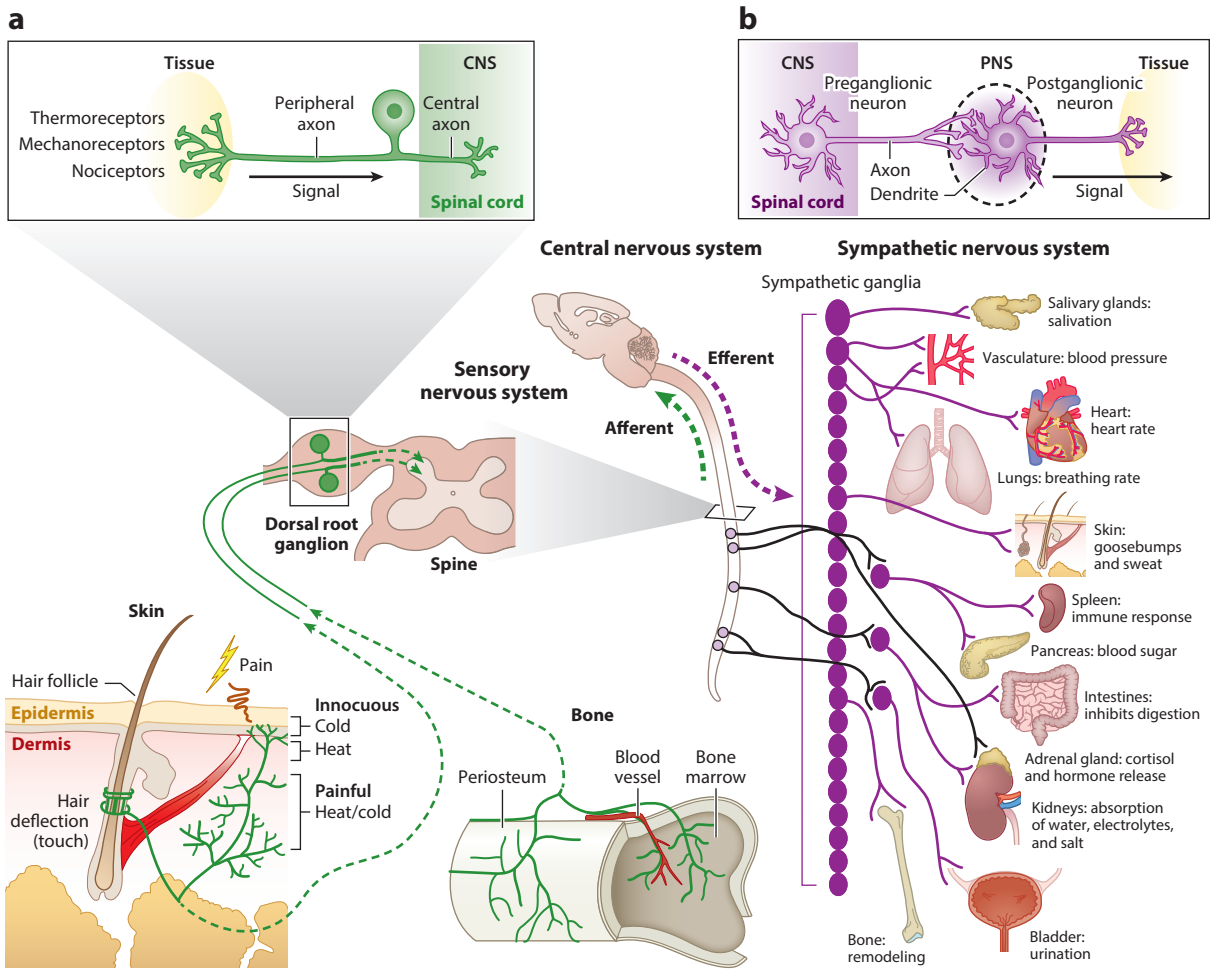 a
Tissue
CNS
Thermoreceptors
Mechanoreceptors
Nociceptors
Peripheral
axon
Central
axon
Signal
Spinal cord
b
CNS
PNS
Tissue
Preganglionic
neuron
Postganglionic
neuron
Axon
Dendrite
Signal
Spinal cord
Central nervous system
Sympathetic nervous system
Sympathetic ganglia
Efferent
Afferent
Sensory
nervous system
Dorsal root
ganglion
Spine
Salivary glands:
salivation
Vasculature: blood pressure
Heart:
heart rate
Lungs: breathing rate
Skin:
goosebumps
and sweat
Spleen:
immune response
Pancreas: blood sugar
Intestines:
inhibits digestion
Adrenal gland: cortisol
and hormone release
Kidneys: absorption
of water, electrolytes,
and salt
Bone:
remodeling
Bladder:
urination
Skin
Pain
Hair follicle
Epidermis
Dermis
Innocuous
Cold
Heat
Painful
Heat/cold
Hair
deflection
(touch)
Bone
Periosteum
Blood
vessel
Bone
marrow